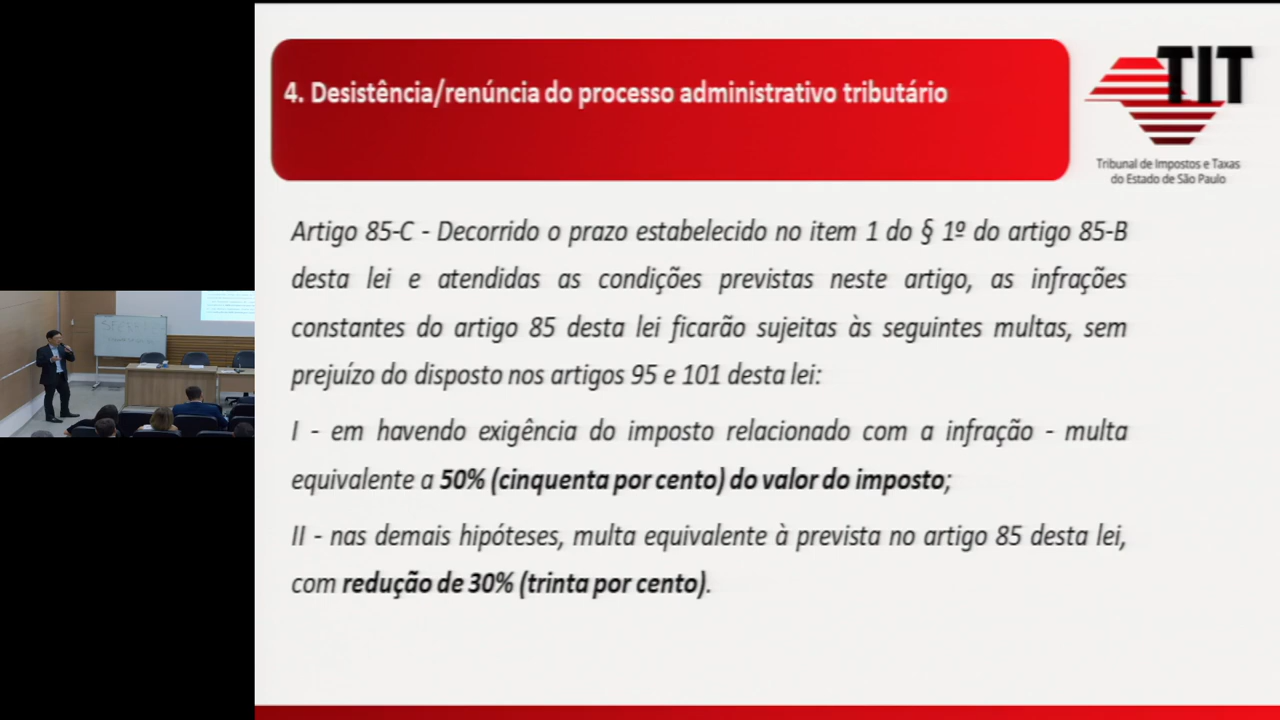 4. Desistência/renúncia do processo administrativo tributário
TIT
Tribunal de Impostos e Taxas
do Estado de São Paulo
Artigo 85-C - Decorrido o prazo estabelecido no item 1 do § 1º do artigo 85-B
desta lei e atendidas as condições previstas neste artigo, as infrações
constantes do artigo 85 desta lei ficarão sujeitas às seguintes multas, sem
prejuízo do disposto nos artigos 95 e 101 desta lei:
I - em havendo exigência do imposto relacionado com a infração - multa
equivalente a 50% (cinquenta por cento) do valor do imposto;
II - nas demais hipóteses, multa equivalente à prevista no artigo 85 desta lei,
com redução de 30% (trinta por cento).